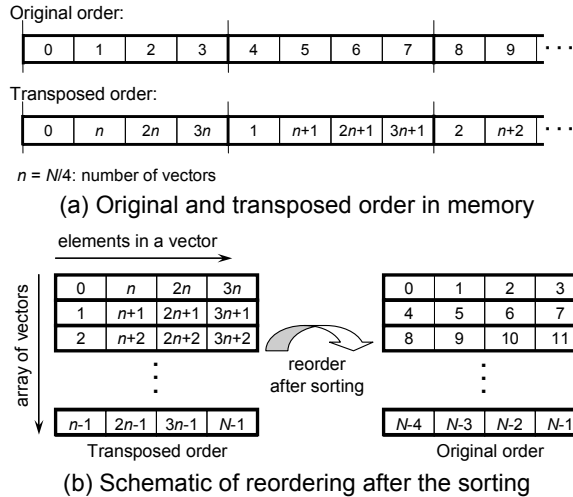 Original order:
0 1 2 3 4 5 6 7 8 9 ...
Transposed order:
0 n 2n 3n 1 n+1 2n+1 3n+1 2 n+2 ...
n = N/4: number of vectors
(a) Original and transposed order in memory
elements in a vector
array of vectors
0 n 2n 3n 0 1 2 3
1 n+1 2n+1 3n+1 4 5 6 7
2 n+2 2n+2 3n+2 8 9 10 11
reorder
after sorting
n-1 2n-1 3n-1 N-1 N-4 N-3 N-2 N-1
Transposed order Original order
(b) Schematic of reordering after the sorting